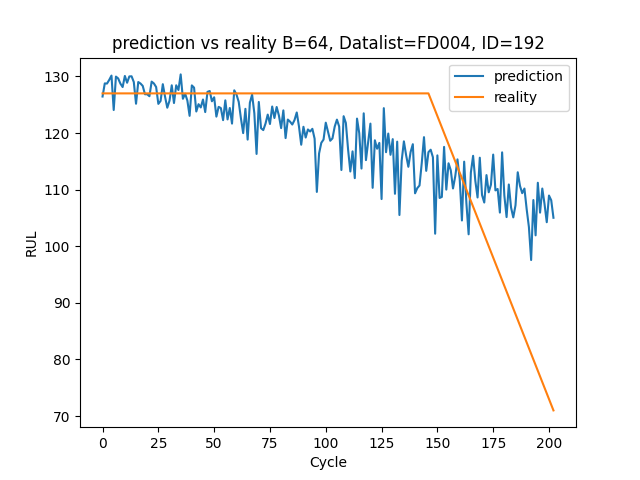 prediction vs reality B=64, Datalist=FD004, ID=192
prediction
reality
RUL
130
120
110
100
90
80
70
0 25 50 75 100 125 150 175 200
Cycle